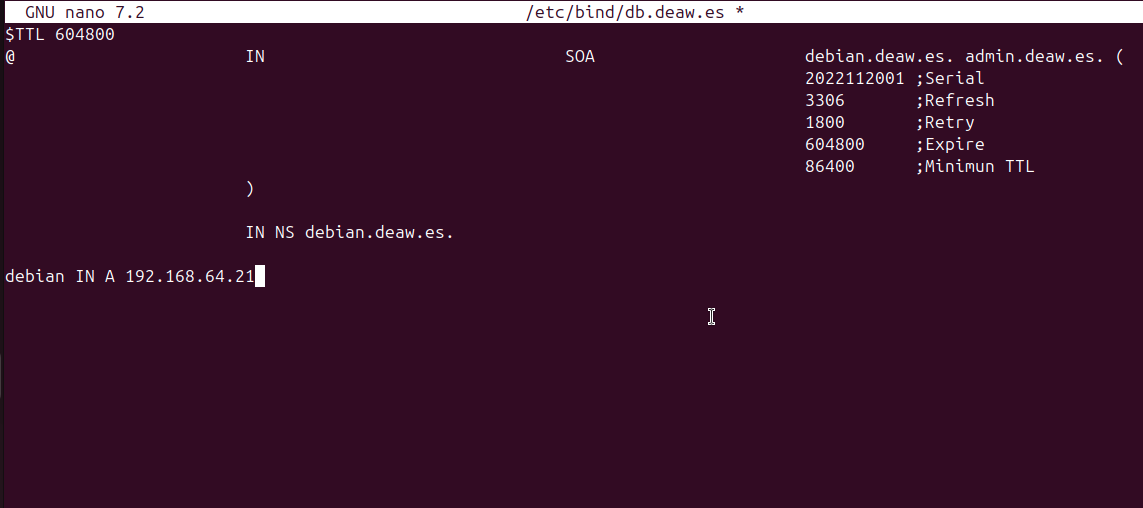 GNU nano 7.2 /etc/bind/db.deaw.es *
$TTL 604800
@ IN SOA debian.deaw.es. admin.deaw.es. (
2022112001 ;Serial
3306 ;Refresh
1800 ;Retry
604800 ;Expire
86400 ;Minimun TTL
)
IN NS debian.deaw.es.
debian IN A 192.168.64.21